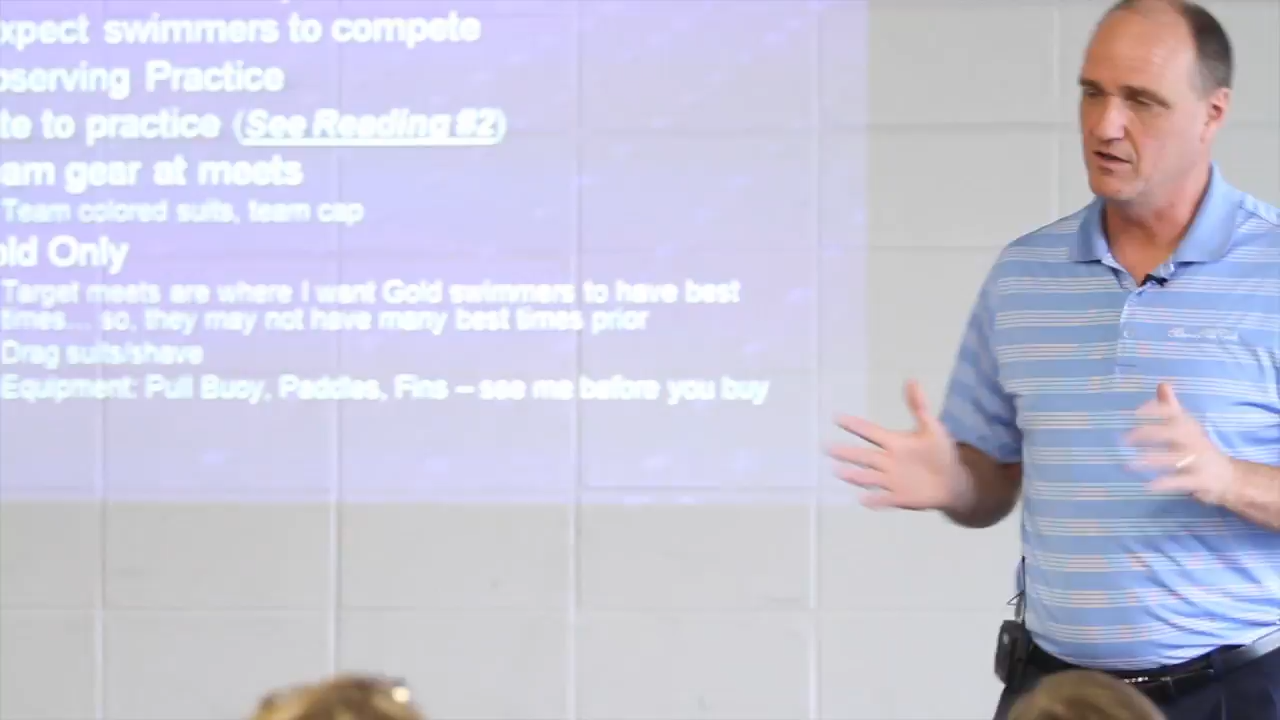 xpect swimmers to compete
bserving Practice
te to practice (See Reading #2)
am gear at meets
Team colored suits, team cap
old Only
Target meets are where I want Gold swimmers to have best
times... so, they may not have many best times prior
Drag suits/shave
Equipment: Pull Buoy, Paddles, Fins – see me before you buy